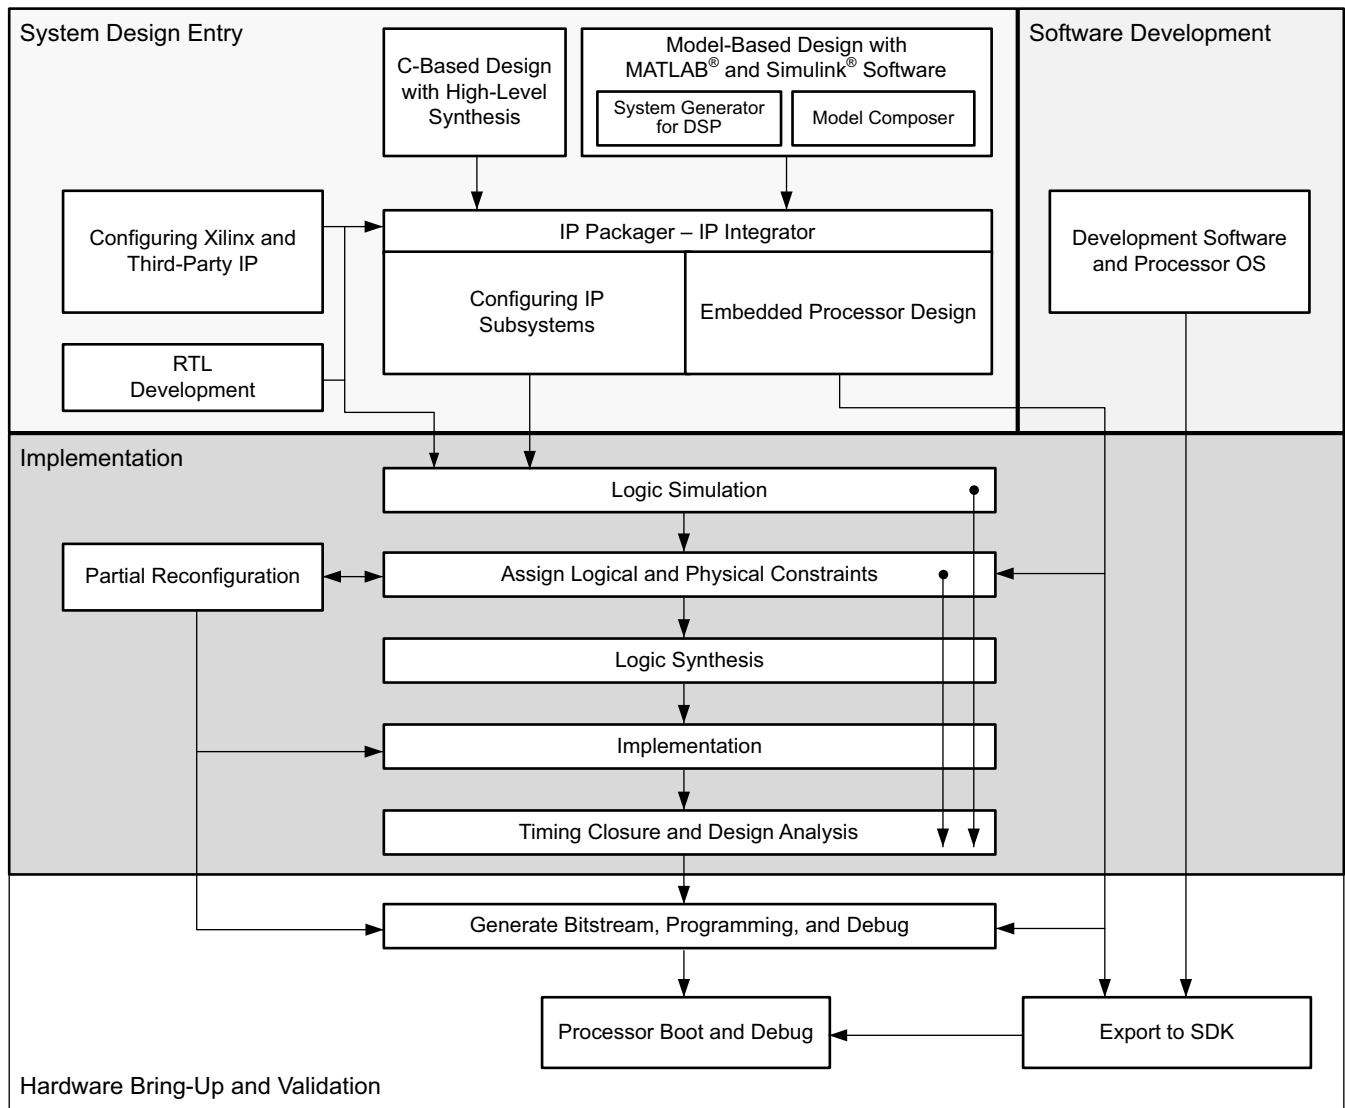 System Design Entry
Software Development
C-Based Design
with High-Level
Synthesis
Model-Based Design with
MATLAB® and Simulink® Software
System Generator
for DSP
Model Composer
Configuring Xilinx and
Third-Party IP
IP Packager – IP Integrator
Configuring IP
Subsystems
Embedded Processor Design
Development Software
and Processor OS
RTL
Development
Implementation
Logic Simulation
Partial Reconfiguration
Assign Logical and Physical Constraints
Logic Synthesis
Implementation
Timing Closure and Design Analysis
Generate Bitstream, Programming, and Debug
Processor Boot and Debug
Export to SDK
Hardware Bring-Up and Validation